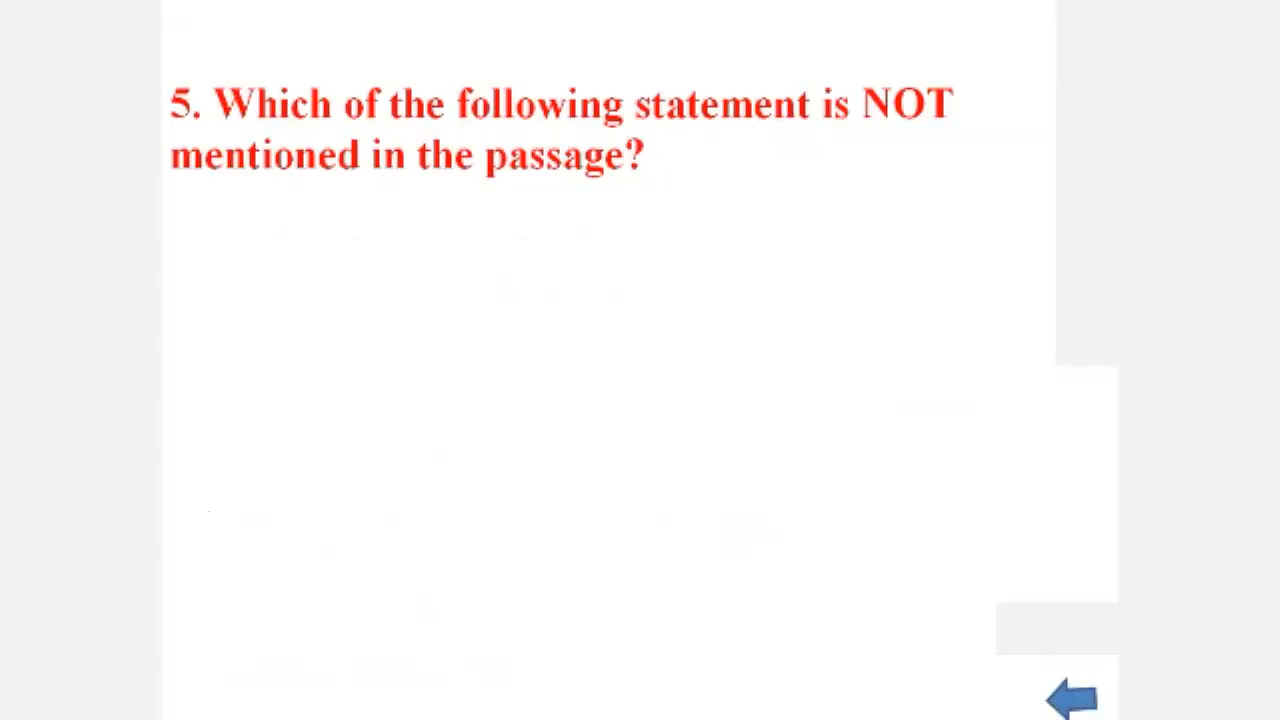 5. Which of the following statement is NOT
mentioned in the passage?